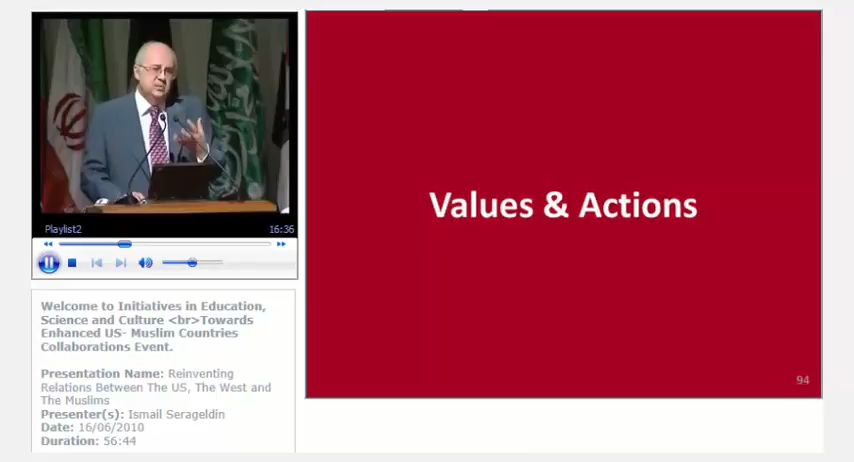 Playlist2 16:36
Values & Actions
94
Welcome to Initiatives in Education,
Science and Culture <br>Towards
Enhanced US- Muslim Countries
Collaborations Event.
Presentation Name: Reinventing
Relations Between The US, The West and
The Muslims
Presenter(s): Ismail Serageldin
Date: 16/06/2010
Duration: 56:44